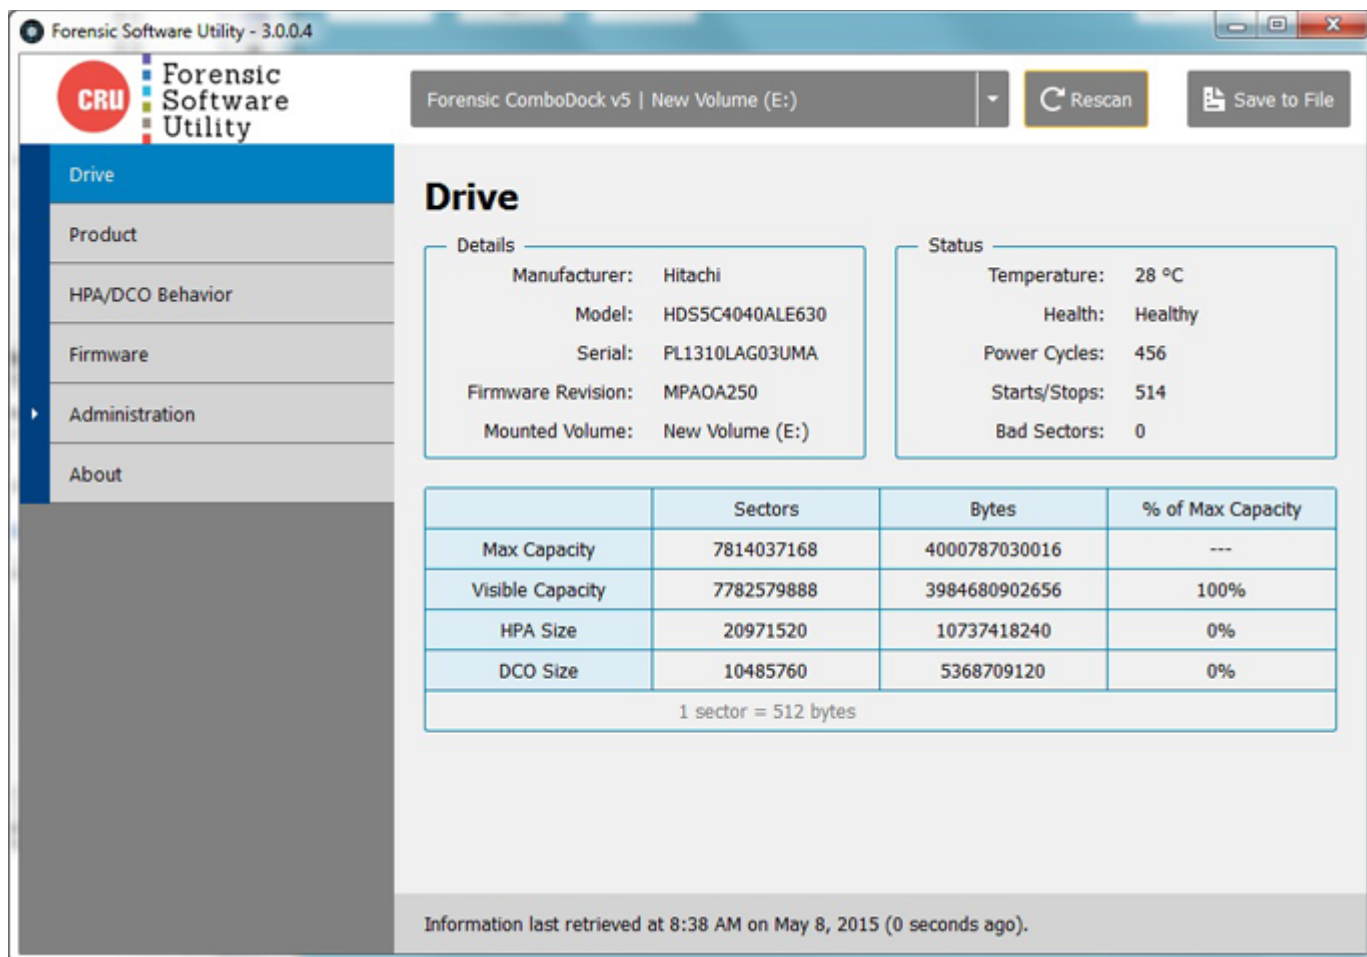 Forensic Software Utility - 3.0.0.4
CRU
Forensic
Software
Utility
Forensic ComboDock v5 | New Volume (E:)
Rescan
Save to File
Drive
Product
HPA/DCO Behavior
Firmware
Administration
About
Drive
Details
Manufacturer: Hitachi
Model: HDS5C4040ALE630
Serial: PL1310LAG03UMA
Firmware Revision: MPAOA250
Mounted Volume: New Volume (E:)
Status
Temperature: 28 ºC
Health: Healthy
Power Cycles: 456
Starts/Stops: 514
Bad Sectors: 0
Sectors Bytes % of Max Capacity
Max Capacity 7814037168 4000787030016 ---
Visible Capacity 7782579888 3984680902656 100%
HPA Size 20971520 10737418240 0%
DCO Size 10485760 5368709120 0%
1 sector = 512 bytes
Information last retrieved at 8:38 AM on May 8, 2015 (0 seconds ago).